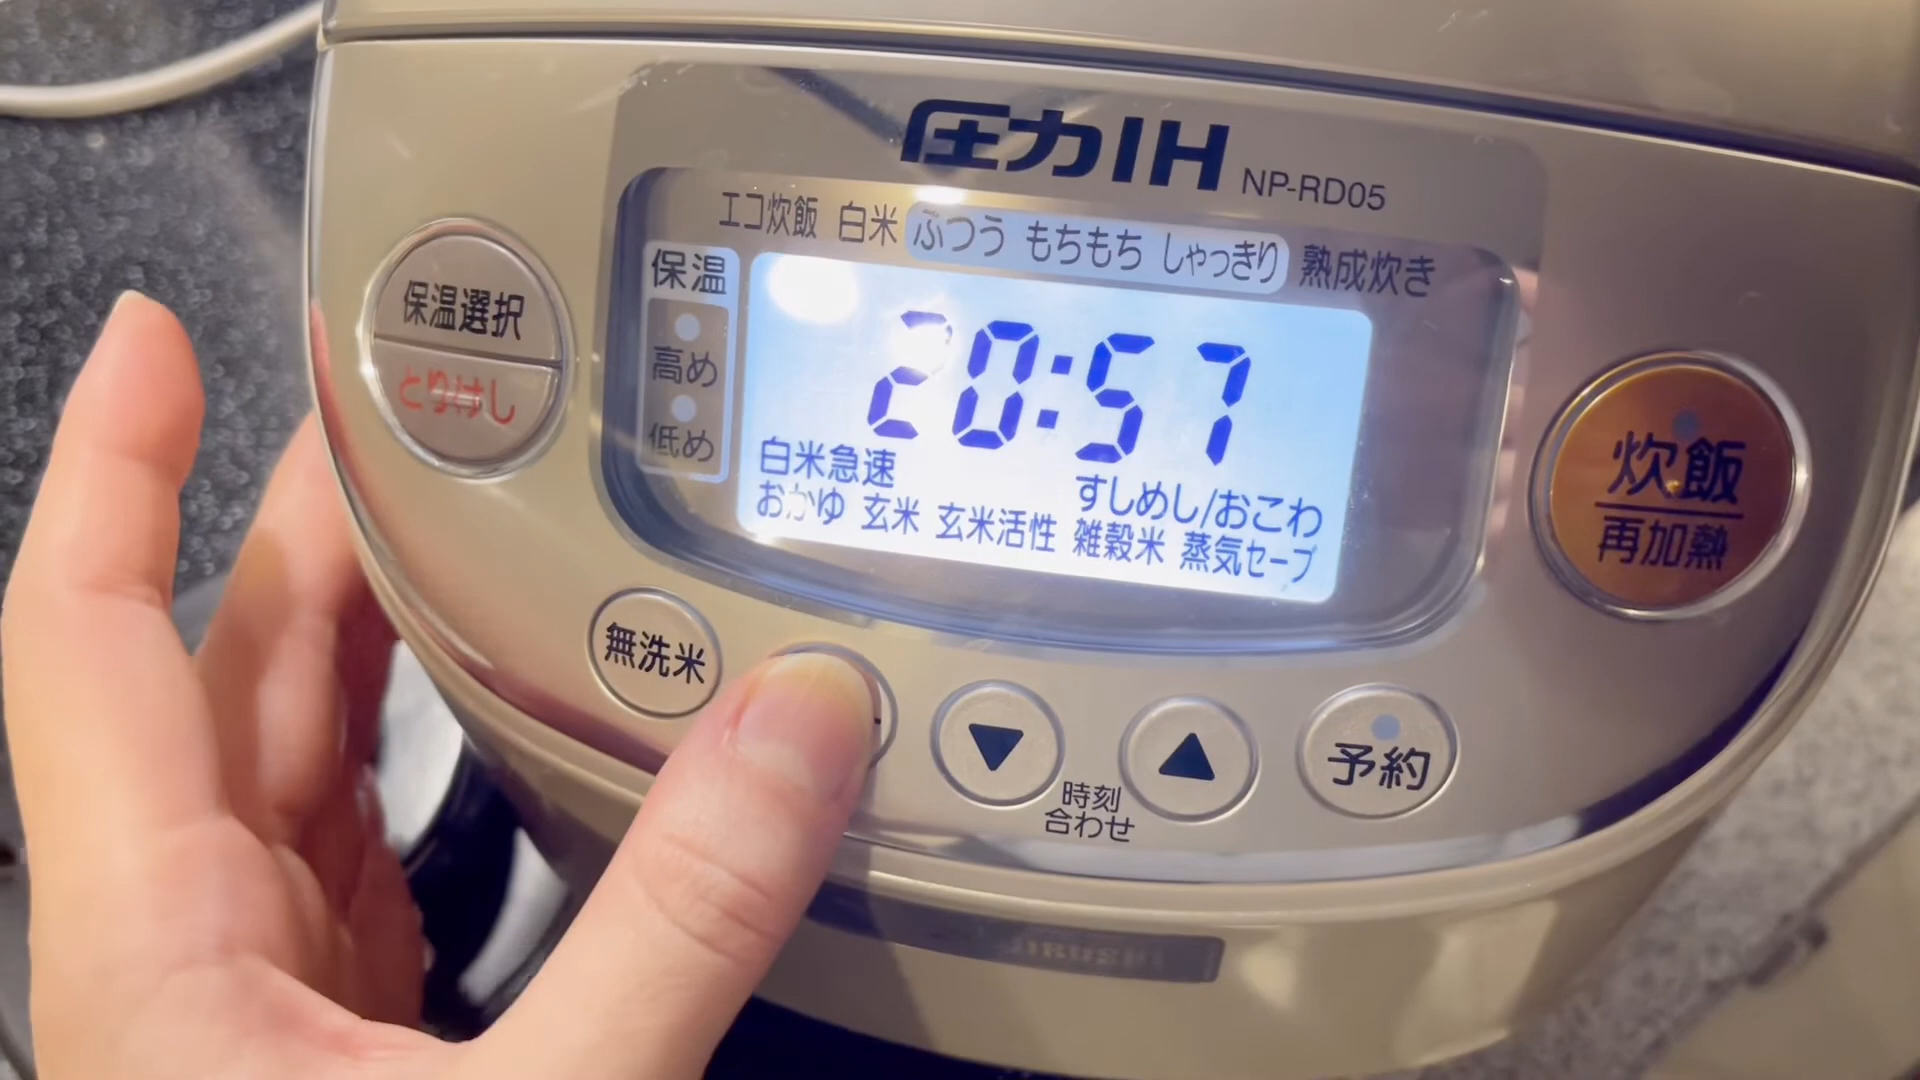 圧力IH NP-RD05
エコ炊飯 白米 ふつう もちもち しゃっきり 熟成炊き
保温
高め
低め
20:57
白米急速 すしめし/おこわ
おかゆ 玄米 玄米活性 雑穀米 蒸気セーブ
保温選択
とりけし
炊飯
再加熱
無洗米
▼
▲
時刻
合わせ
予約